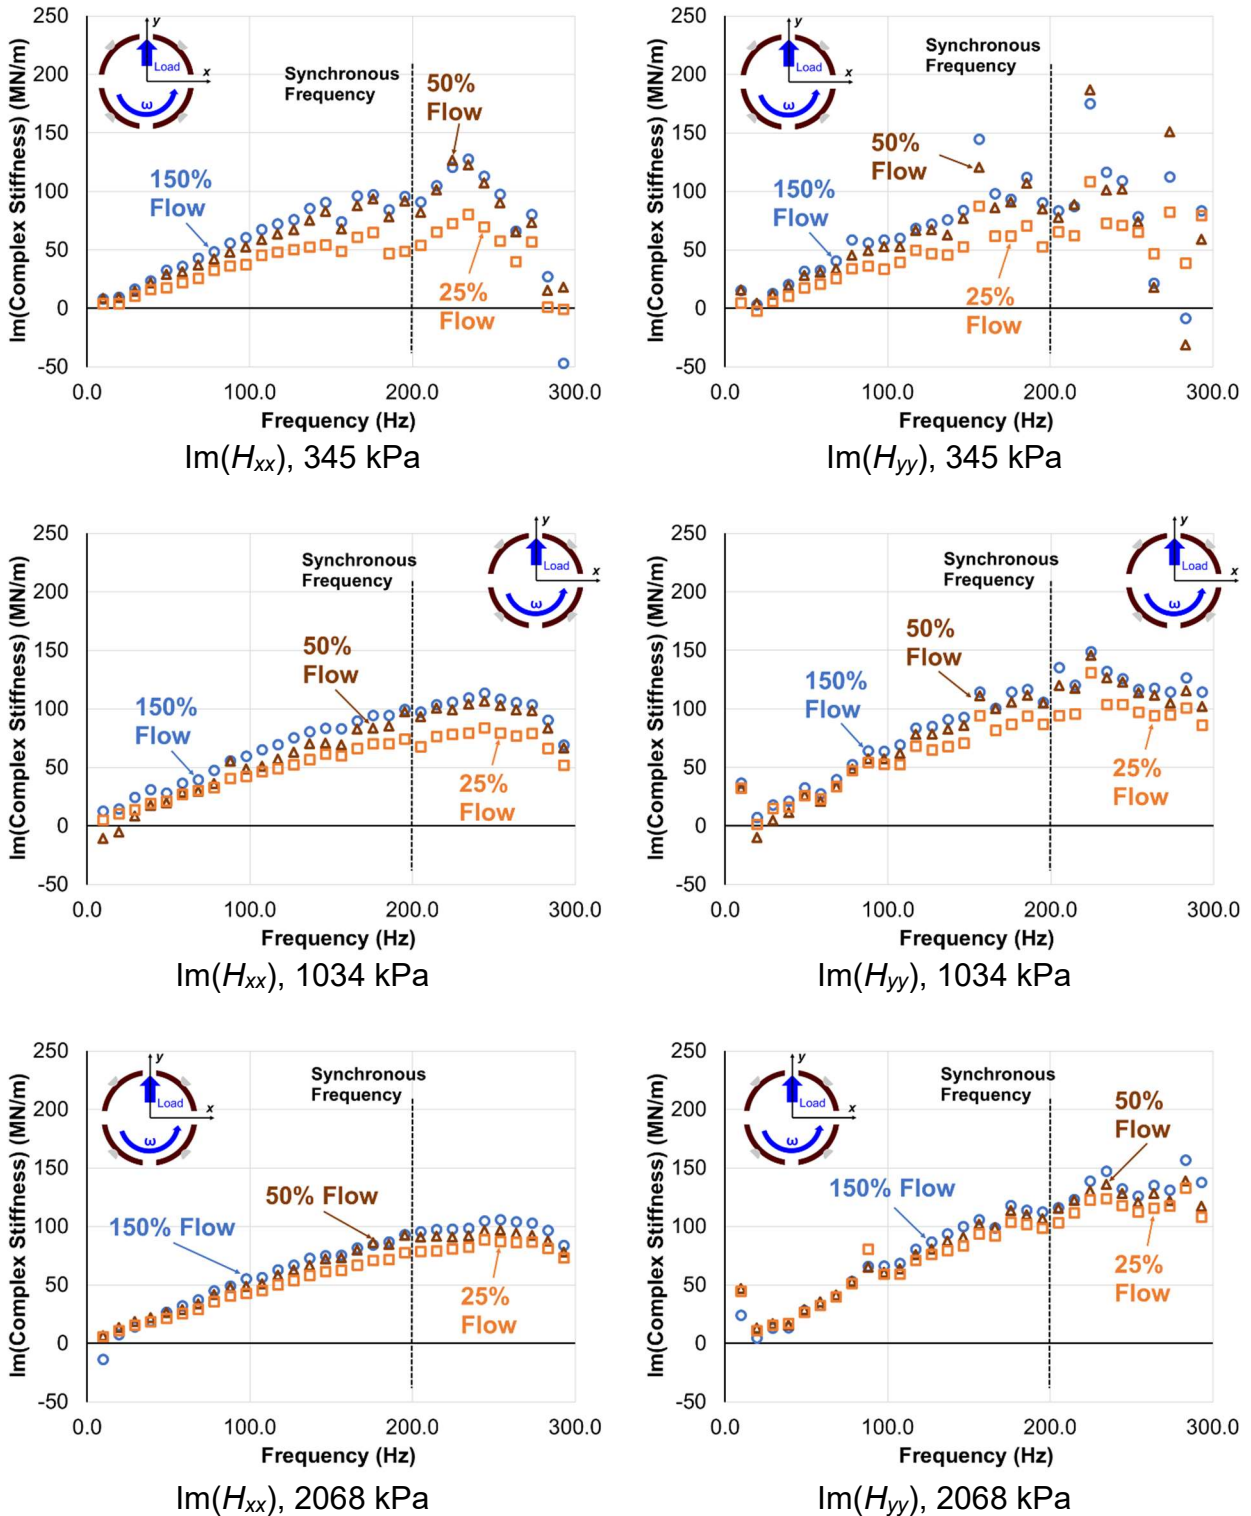 Im(Complex Stiffness) (MN/m)
250
200
150
100
50
0
-50
0.0
100.0
200.0
300.0
Frequency (Hz)
y
x
Load
ω
Synchronous
Frequency
50%
Flow
150%
Flow
25%
Flow
Im(Hxx), 345 kPa
Im(Complex Stiffness) (MN/m)
250
200
150
100
50
0
-50
0.0
100.0
200.0
300.0
Frequency (Hz)
y
x
Load
ω
Synchronous
Frequency
50%
Flow
150%
Flow
25%
Flow
Im(Hyy), 345 kPa
Im(Complex Stiffness) (MN/m)
250
200
150
100
50
0
-50
0.0
100.0
200.0
300.0
Frequency (Hz)
y
x
Load
ω
Synchronous
Frequency
50%
Flow
150%
Flow
25%
Flow
Im(Hxx), 1034 kPa
Im(Complex Stiffness) (MN/m)
250
200
150
100
50
0
-50
0.0
100.0
200.0
300.0
Frequency (Hz)
y
x
Load
ω
Synchronous
Frequency
50%
Flow
150%
Flow
25%
Flow
Im(Hyy), 1034 kPa
Im(Complex Stiffness) (MN/m)
250
200
150
100
50
0
-50
0.0
100.0
200.0
300.0
Frequency (Hz)
y
x
Load
ω
Synchronous
Frequency
50% Flow
150% Flow
25%
Flow
Im(Hxx), 2068 kPa
Im(Complex Stiffness) (MN/m)
250
200
150
100
50
0
-50
0.0
100.0
200.0
300.0
Frequency (Hz)
y
x
Load
ω
Synchronous
Frequency
50%
Flow
150% Flow
25%
Flow
Im(Hyy), 2068 kPa